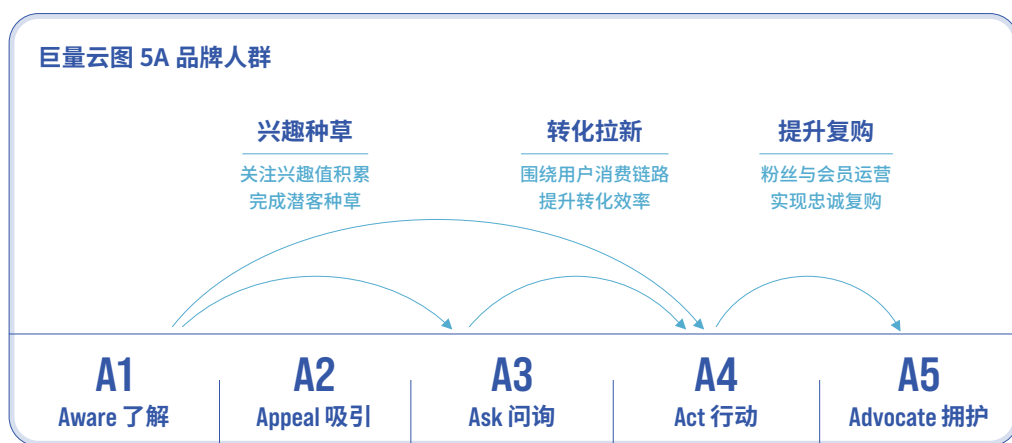 巨量云图 5A 品牌人群
兴趣种草
关注兴趣值积累
完成潜客种草
转化拉新
围绕用户消费链路
提升转化效率
提升复购
粉丝与会员运营
实现忠诚复购
A1
Aware 了解
A2
Appeal 吸引
A3
Ask 问询
A4
Act 行动
A5
Advocate 拥护